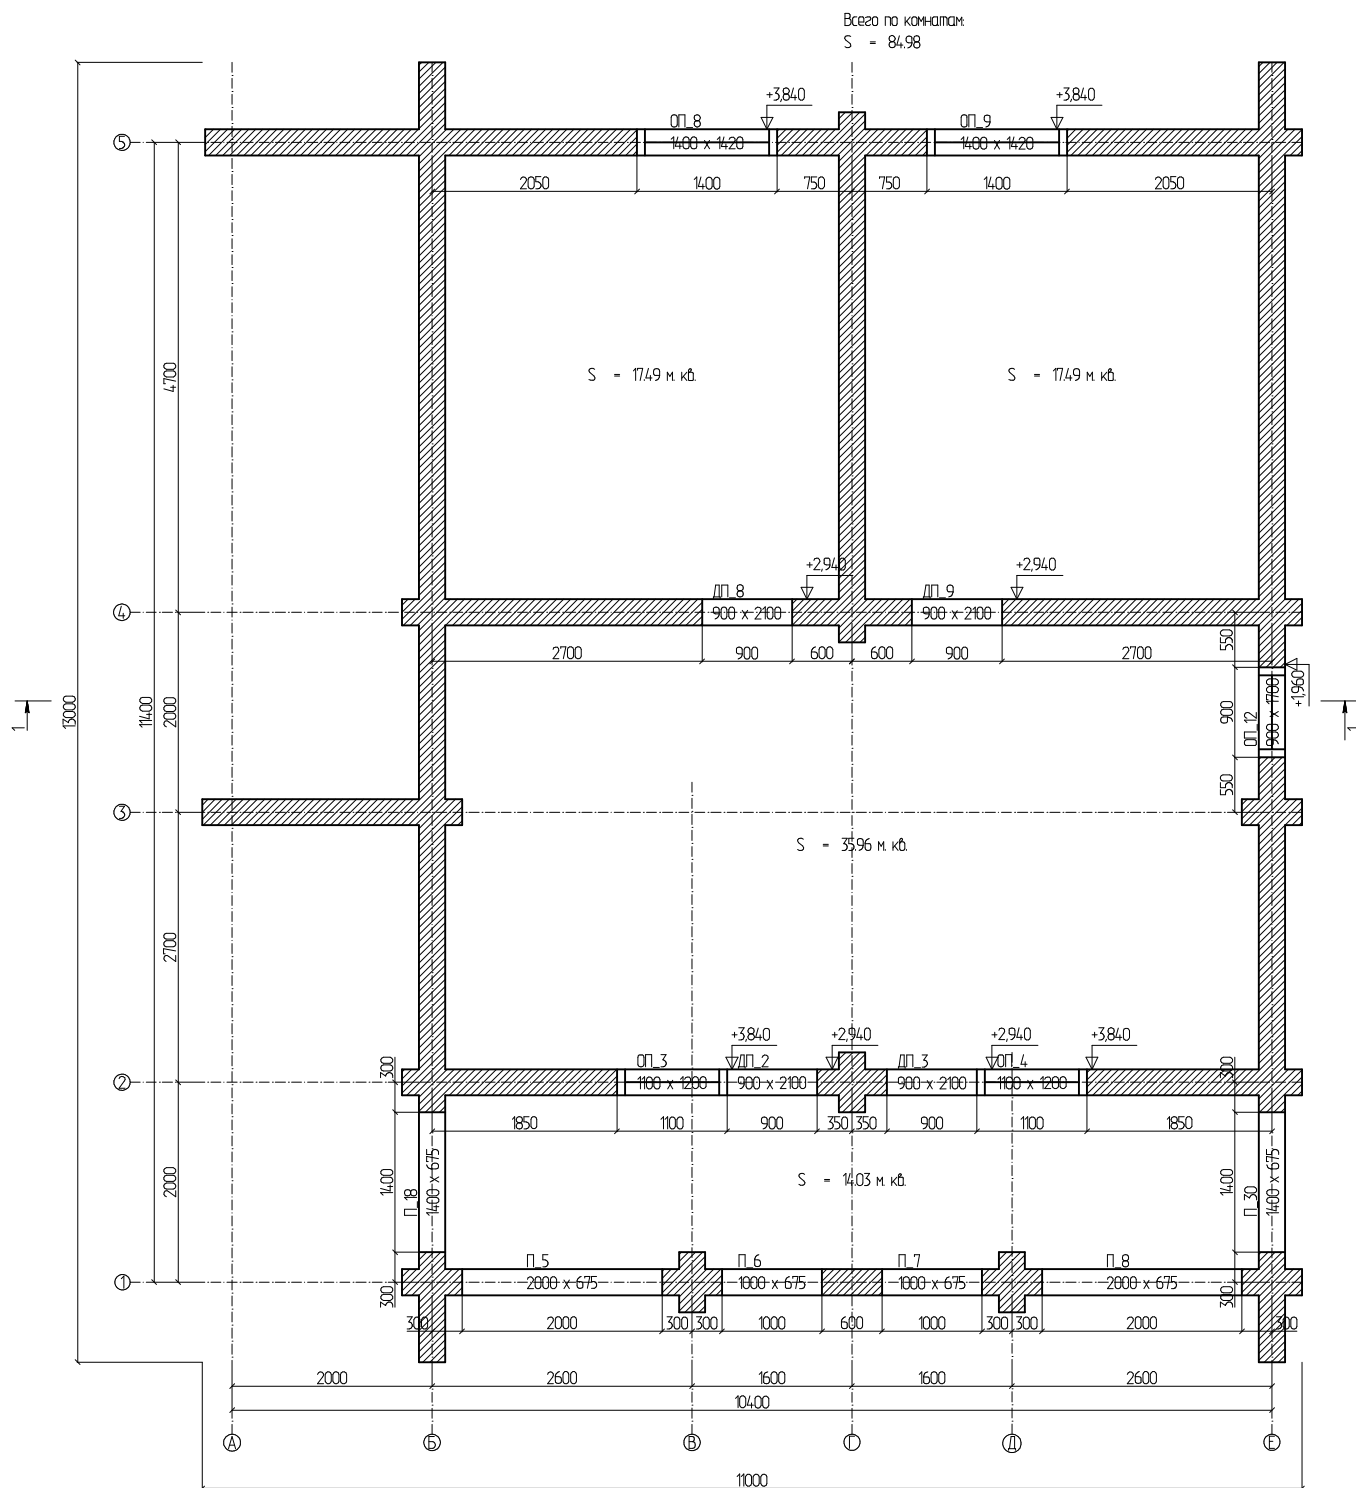 Всего по комнатам:
S = 84.98
+3,840
+3,840
ОП_8
ОП_9
5
1400 x 1420
1400 x 1420
2050
1400
750
750
1400
2050
4700
S = 17.49 м. кв.
S = 17.49 м. кв.
+2,940
+2,940
ДП_8
ДП_9
4
900 x 2100
900 x 2100
550
2700
900
600
600
900
2700
13000
11400
2000
1
900
ОП_12
900 x 1700
+1,960
1
550
3
S = 35.96 м. кв.
2700
+3,840
+2,940
+2,940
+3,840
300
ОП_3
ДП_2
ДП_3
ОП_4
300
2
1100 x 1200
900 x 2100
900 x 2100
1100 x 1200
1850
1100
900
350
350
900
1100
1850
2000
1400
П_18
1400 x 675
S = 14.03 м. кв.
1400
П_30
1400 x 675
П_5
П_6
П_7
П_8
1
2000 x 675
1000 x 675
1000 x 675
2000 x 675
300
300
300
2000
300
300
1000
600
1000
300
300
2000
300
2000
2600
1600
1600
2600
10400
А
Б
В
Г
Д
Е
11000